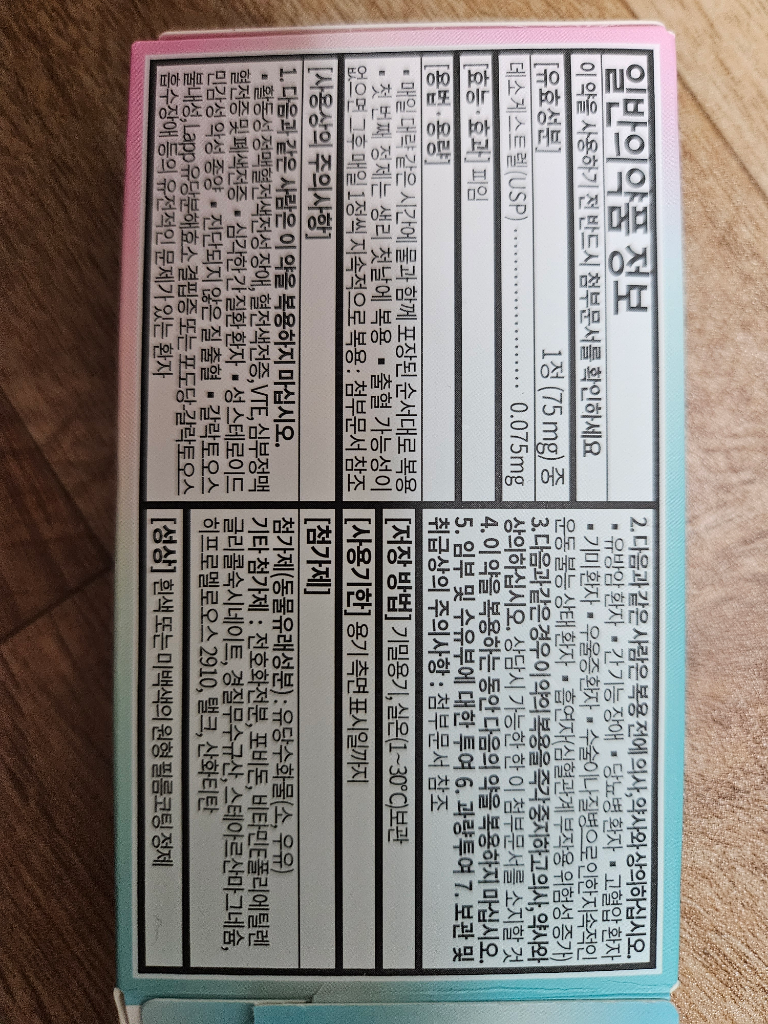 일반의약품 정보
이 약을 사용하기 전 반드시 첨부문서를 확인하세요
[유효성분] 1정 (75 mg) 중
데소게스트렐(USP) 0.075mg
[효능·효과] 피임
[용법·용량]
▪ 매일 대략 같은 시간에 물과 함께 포장된 순서대로 복용
▪ 첫 번째 정제는 생리 첫날에 복용 ▪ 출혈 가능성이
없으면 그후 매일 1정씩 지속적으로 복용 : 첨부문서 참조
[사용상의 주의사항]
1. 다음과 같은 사람은 이 약을 복용하지 마십시오.
▪ 활동성 정맥혈전색전성 장애, 혈전색전증, VTE, 심부정맥
혈전증 및 폐색전증 ▪ 심각한 간 질환 환자 ▪ 성스테로이드
민감성 악성 종양 ▪ 진단되지 않은 질 출혈 ▪ 갈락토오스
불내성, Lapp 유당분해효소 결핍증 또는 포도당-갈락토오스
흡수장애 등의 유전적인 문제가 있는 환자
2. 다음과 같은 사람은 복용 전에 의사, 약사와 상의하십시오.
▪ 유방암 환자 ▪ 간 기능 장애 ▪ 당뇨병 환자 ▪ 고혈압 환자
▪ 기미환자 ▪ 우울증환자 ▪ 수술이나 질병으로 인한 지속적인
운동 불능 상태 환자 ▪ 흡연자(심혈관계 부작용 위험성 증가)
3. 다음과 같은 경우 이 약의 복용을 즉각 중지하고 의사, 약사와
상의하십시오. 상담시 가능한 한 이 첨부문서를 소지할 것
4. 이 약을 복용하는 동안 다음의 약을 복용하지 마십시오.
5. 임부 및 수유부에 대한 투여 6. 과량투여 7. 보관 및
취급상의 주의사항 : 첨부문서 참조
[저장 방법] 기밀용기, 실온(1~30℃)보관
[사용기한] 용기 측면 표시일까지
[첨가제]
첨가제(동물유래성분) : 유당수화물(소, 우유)
기타 첨가제 : 전호화전분, 포비돈, 비타민E폴리에틸렌
글리콜숙시네이트, 경질무수규산, 스테아르산마그네슘,
히프로멜로오스 2910, 탤크, 산화티탄
[성상] 흰색 또는 미백색의 원형 필름코팅 정제